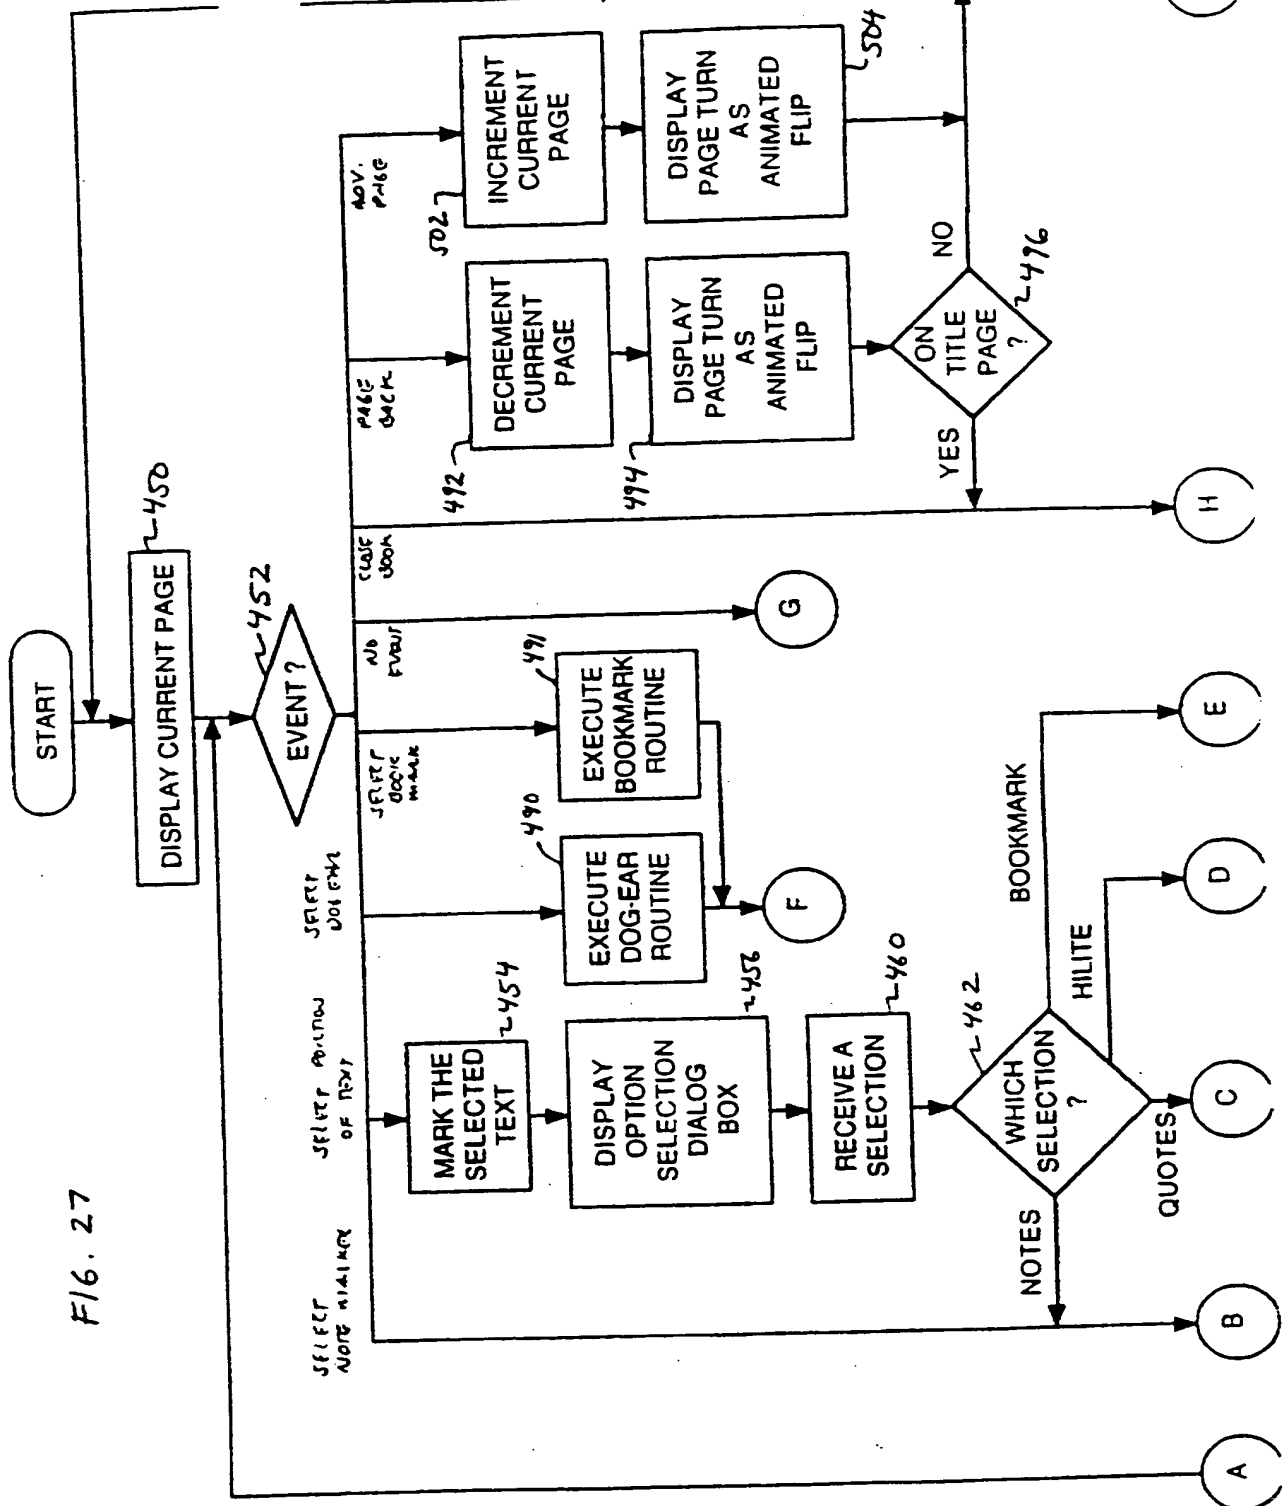 FIG. 27
START
DISPLAY CURRENT PAGE
450
EVENT ?
452
SELECT
NOTE MARKER
SELECT PORTION
OF TEXT
SELECT
DOG EAR
SELECT
BOOK
MARK
NO
EVENT
CLOSE
BOOK
PAGE
BACK
ADV.
PAGE
MARK THE
SELECTED
TEXT
454
DISPLAY
OPTION
SELECTION
DIALOG
BOX
456
RECEIVE A
SELECTION
460
WHICH
SELECTION
?
462
NOTES
QUOTES
HILITE
BOOKMARK
490
EXECUTE
DOG-EAR
ROUTINE
491
EXECUTE
BOOKMARK
ROUTINE
492
DECREMENT
CURRENT
PAGE
494
DISPLAY
PAGE TURN
AS
ANIMATED
FLIP
ON
TITLE
PAGE
?
496
YES
NO
502
INCREMENT
CURRENT
PAGE
DISPLAY
PAGE TURN
AS
ANIMATED
FLIP
504
A
B
C
D
E
F
G
H